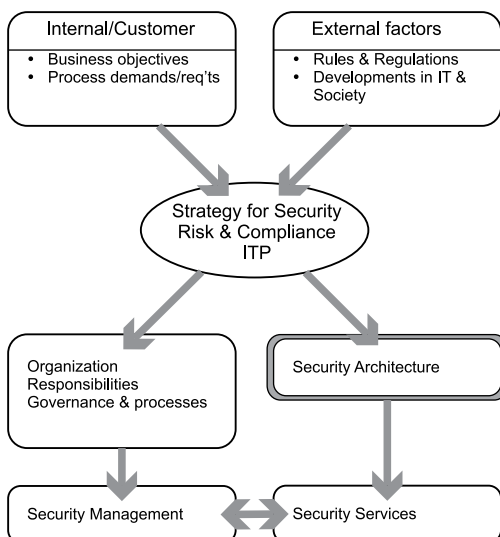 Internal/Customer
• Business objectives
• Process demands/req'ts
External factors
• Rules & Regulations
• Developments in IT &
Society
Strategy for Security
Risk & Compliance
ITP
Organization
Responsibilities
Governance & processes
Security Architecture
Security Management
Security Services